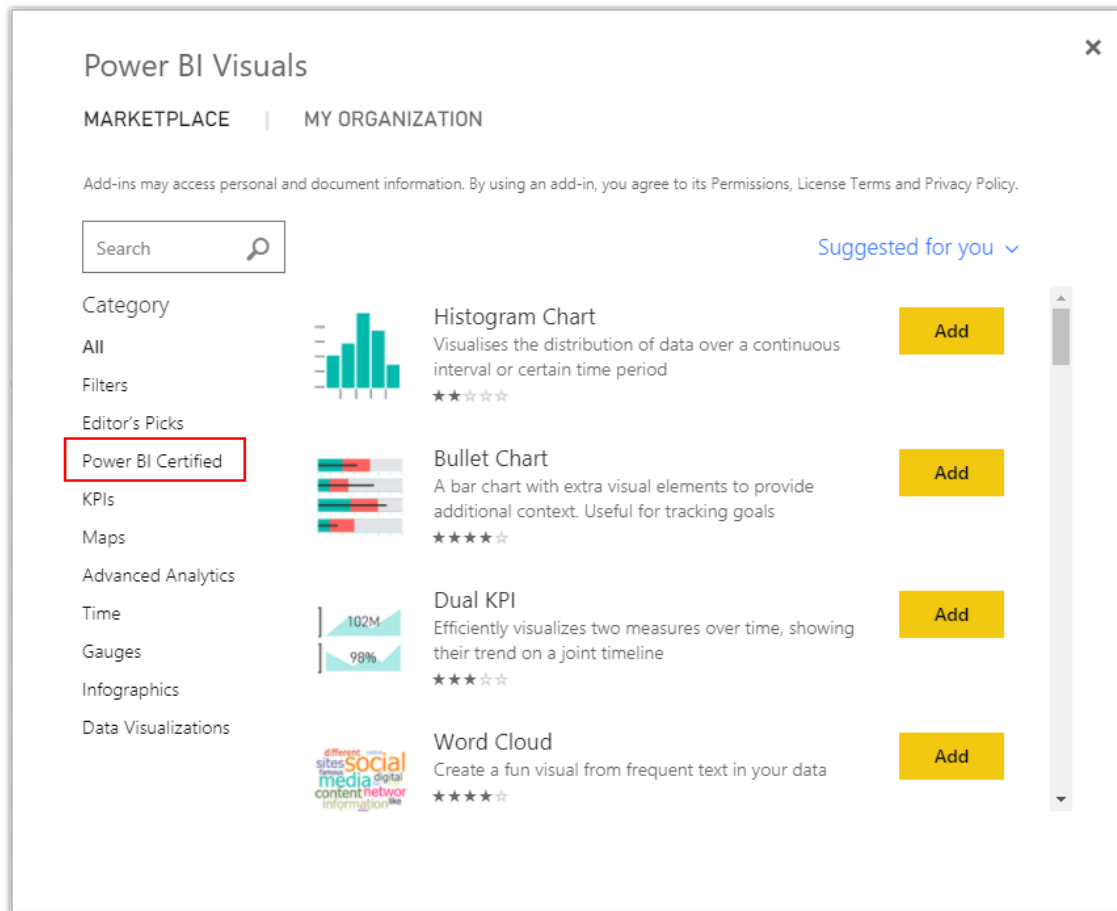 Power BI Visuals
MARKETPLACE | MY ORGANIZATION
Add-ins may access personal and document information. By using an add-in, you agree to its Permissions, License Terms and Privacy Policy.
Search
Suggested for you
Category
All
Filters
Editor's Picks
Power BI Certified
KPIs
Maps
Advanced Analytics
Time
Gauges
Infographics
Data Visualizations
Histogram Chart
Visualises the distribution of data over a continuous
interval or certain time period
Add
Bullet Chart
A bar chart with extra visual elements to provide
additional context. Useful for tracking goals
Add
102M
98%
Dual KPI
Efficiently visualizes two measures over time, showing
their trend on a joint timeline
Add
different
sites social
media digital
content networ
information like
Word Cloud
Create a fun visual from frequent text in your data
Add